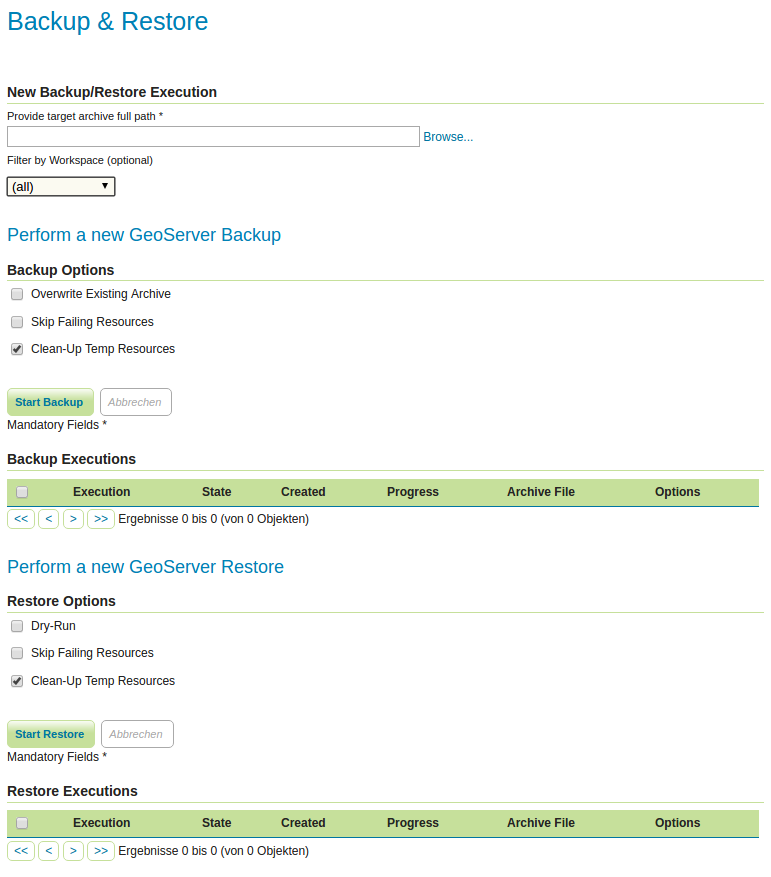 Backup & Restore
New Backup/Restore Execution
Provide target archive full path *
Browse...
Filter by Workspace (optional)
(all)
Perform a new GeoServer Backup
Backup Options
Overwrite Existing Archive
Skip Failing Resources
Clean-Up Temp Resources
Start Backup Abbrechen
Mandatory Fields *
Backup Executions
Execution State Created Progress Archive File Options
<< < > >> Ergebnisse 0 bis 0 (von 0 Objekten)
Perform a new GeoServer Restore
Restore Options
Dry-Run
Skip Failing Resources
Clean-Up Temp Resources
Start Restore Abbrechen
Mandatory Fields *
Restore Executions
Execution State Created Progress Archive File Options
<< < > >> Ergebnisse 0 bis 0 (von 0 Objekten)